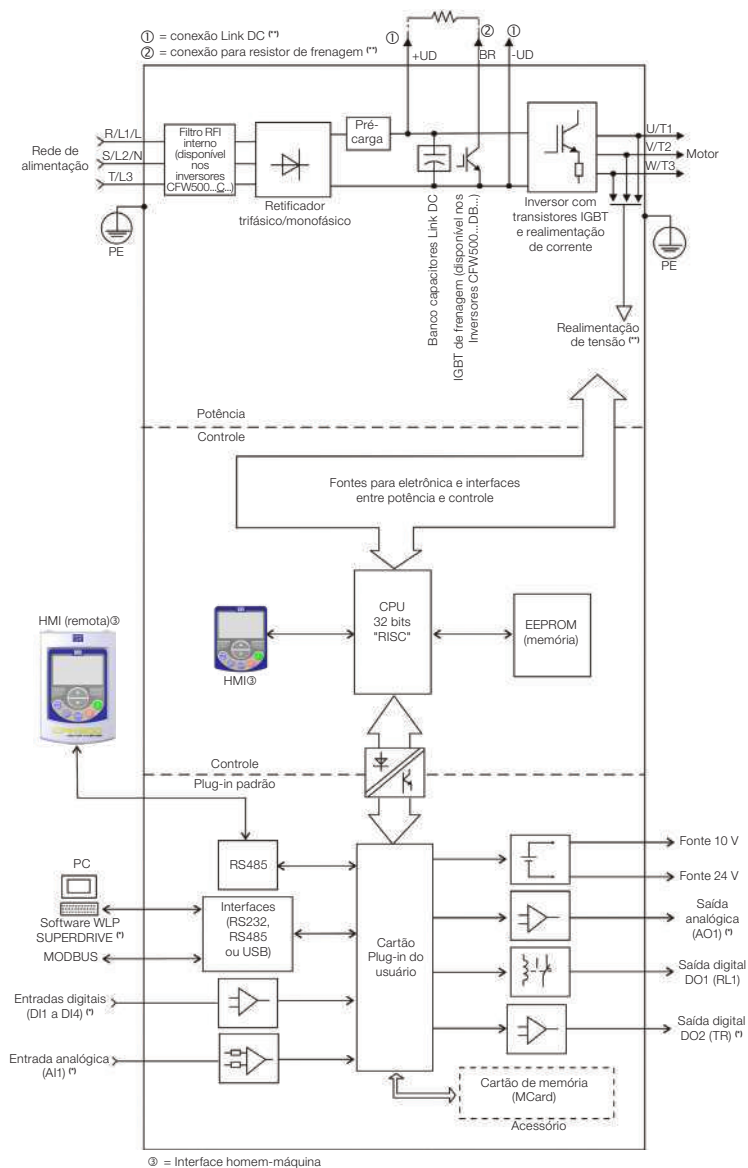 ① = conexão Link DC (**)
② = conexão para resistor de frenagem (**)
①
②
①
+UD
BR
-UD
Rede de
alimentação
R/L1/L
S/L2/N
T/L3
Filtro RFI
interno
(disponível
nos
inversores
CFW500...C...)
Pré-
carga
U/T1
V/T2
W/T3
Motor
PE
Retificador
trifásico/monofásico
Banco capacitores Link DC
IGBT de frenagem (disponível nos
Inversores CFW500...DB...)
Inversor com
transistores IGBT
e realimentação
de corrente
PE
Realimentação
de tensão (**)
Potência
Controle
Fontes para eletrônica e interfaces
entre potência e controle
CPU
32 bits
"RISC"
EEPROM
(memória)
HMI (remota)③
HMI③
Controle
Plug-in padrão
RS485
PC
Software WLP
SUPERDRIVE (*)
MODBUS
Interfaces
(RS232,
RS485
ou USB)
Entradas digitais
(DI1 a DI4) (*)
Entrada analógica
(AI1) (*)
Cartão
Plug-in do
usuário
Fonte 10 V
Fonte 24 V
Saída
analógica
(AO1) (*)
Saída digital
DO1 (RL1)
Saída digital
DO2 (TR) (*)
Cartão de memória
(MCard)
Acessório
③ = Interface homem-máquina